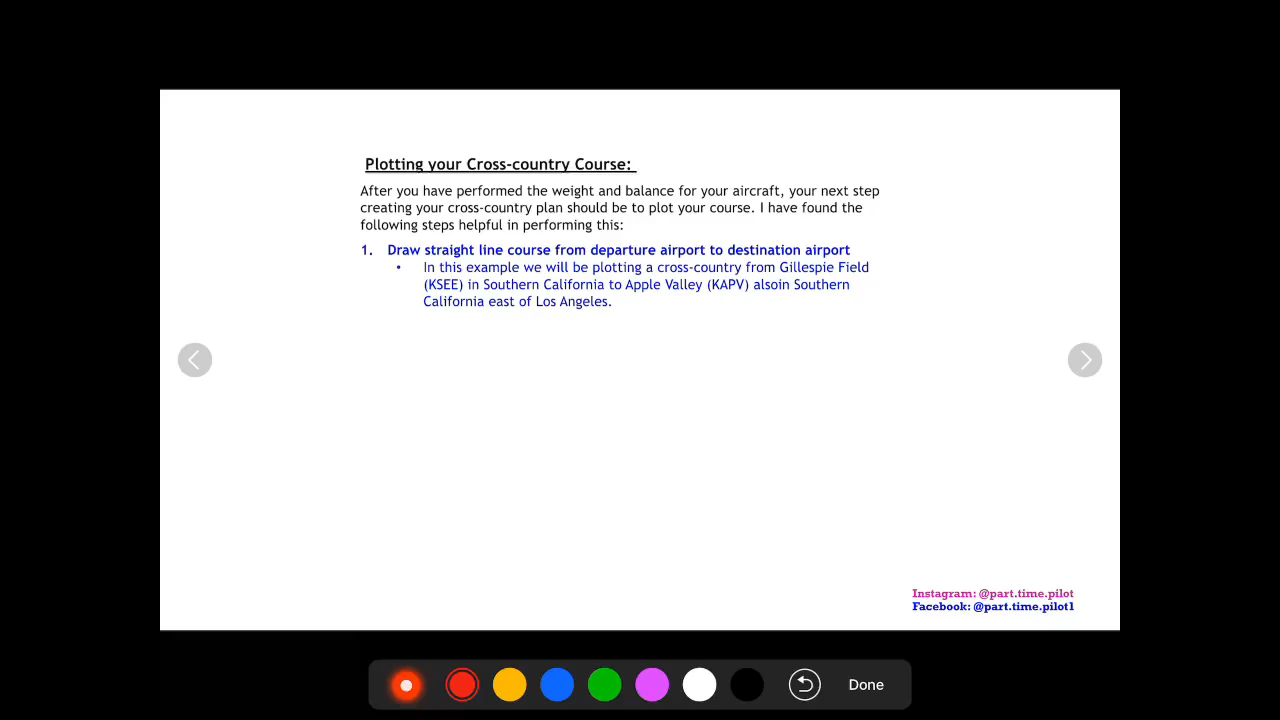 Plotting your Cross-country Course:
After you have performed the weight and balance for your aircraft, your next step
creating your cross-country plan should be to plot your course. I have found the
following steps helpful in performing this:
1. Draw straight line course from departure airport to destination airport
• In this example we will be plotting a cross-country from Gillespie Field
(KSEE) in Southern California to Apple Valley (KAPV) alsoin Southern
California east of Los Angeles.
Instagram: @part.time.pilot
Facebook: @part.time.pilot1
Done